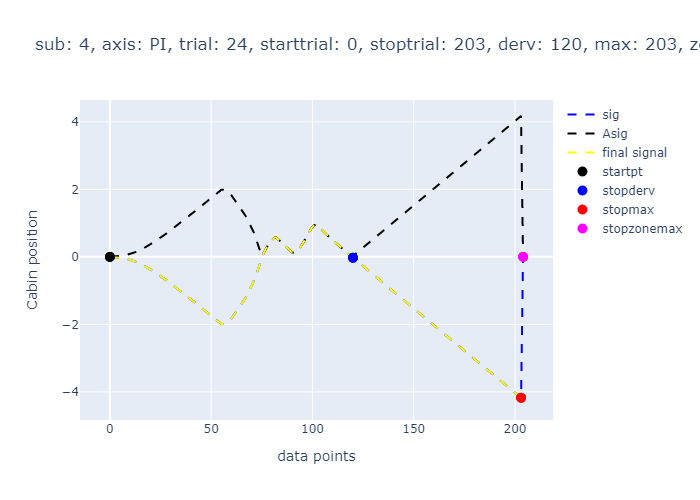 sub: 4, axis: PI, trial: 24, starttrial: 0, stoptrial: 203, derv: 120, max: 203,
sig
Asig
final signal
startpt
stopderv
stopmax
stopzonemax
Cabin position
4
2
0
−2
−4
0
50
100
150
200
data points